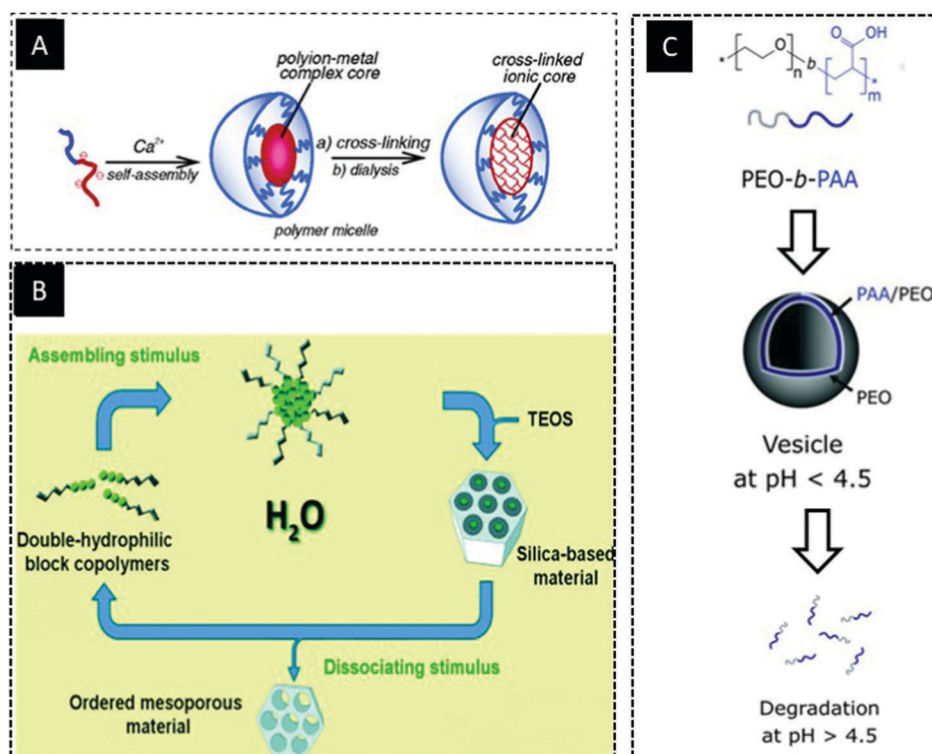 A
polyion-metal
complex core
cross-linked
ionic core
Ca²⁺
self-assembly
a) cross-linking
b) dialysis
polymer micelle
B
Assembling stimulus
TEOS
H₂O
Double-hydrophilic
block copolymers
Silica-based
material
Dissociating stimulus
Ordered mesoporous
material
C
O OH
* O n b m *
PEO-b-PAA
PAA/PEO
PEO
Vesicle
at pH < 4.5
Degradation
at pH > 4.5